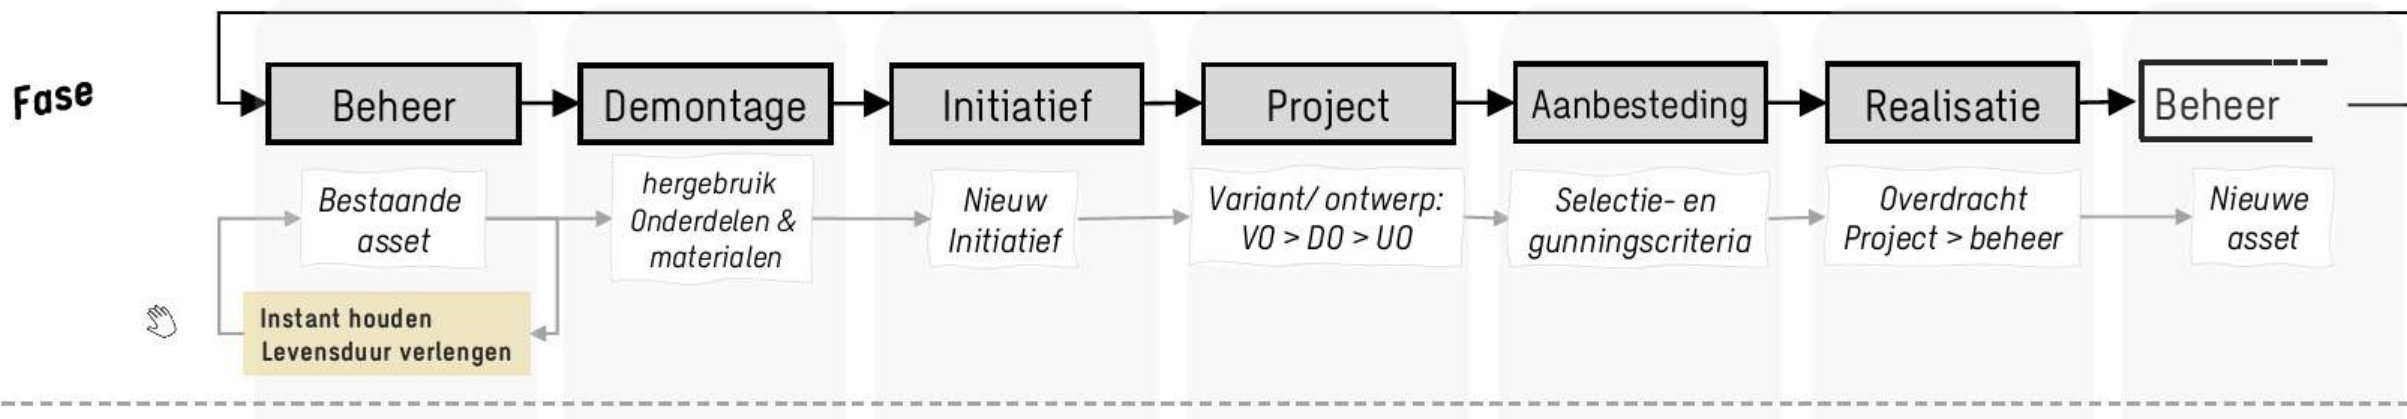 Fase
Beheer
Demontage
Initiatief
Project
Aanbesteding
Realisatie
Beheer
Bestaande
asset
hergebruik
Onderdelen &
materialen
Nieuw
Initiatief
Variant/ ontwerp:
VO > DO > UO
Selectie- en
gunningscriteria
Overdracht
Project > beheer
Nieuwe
asset
Instant houden
Levensduur verlengen